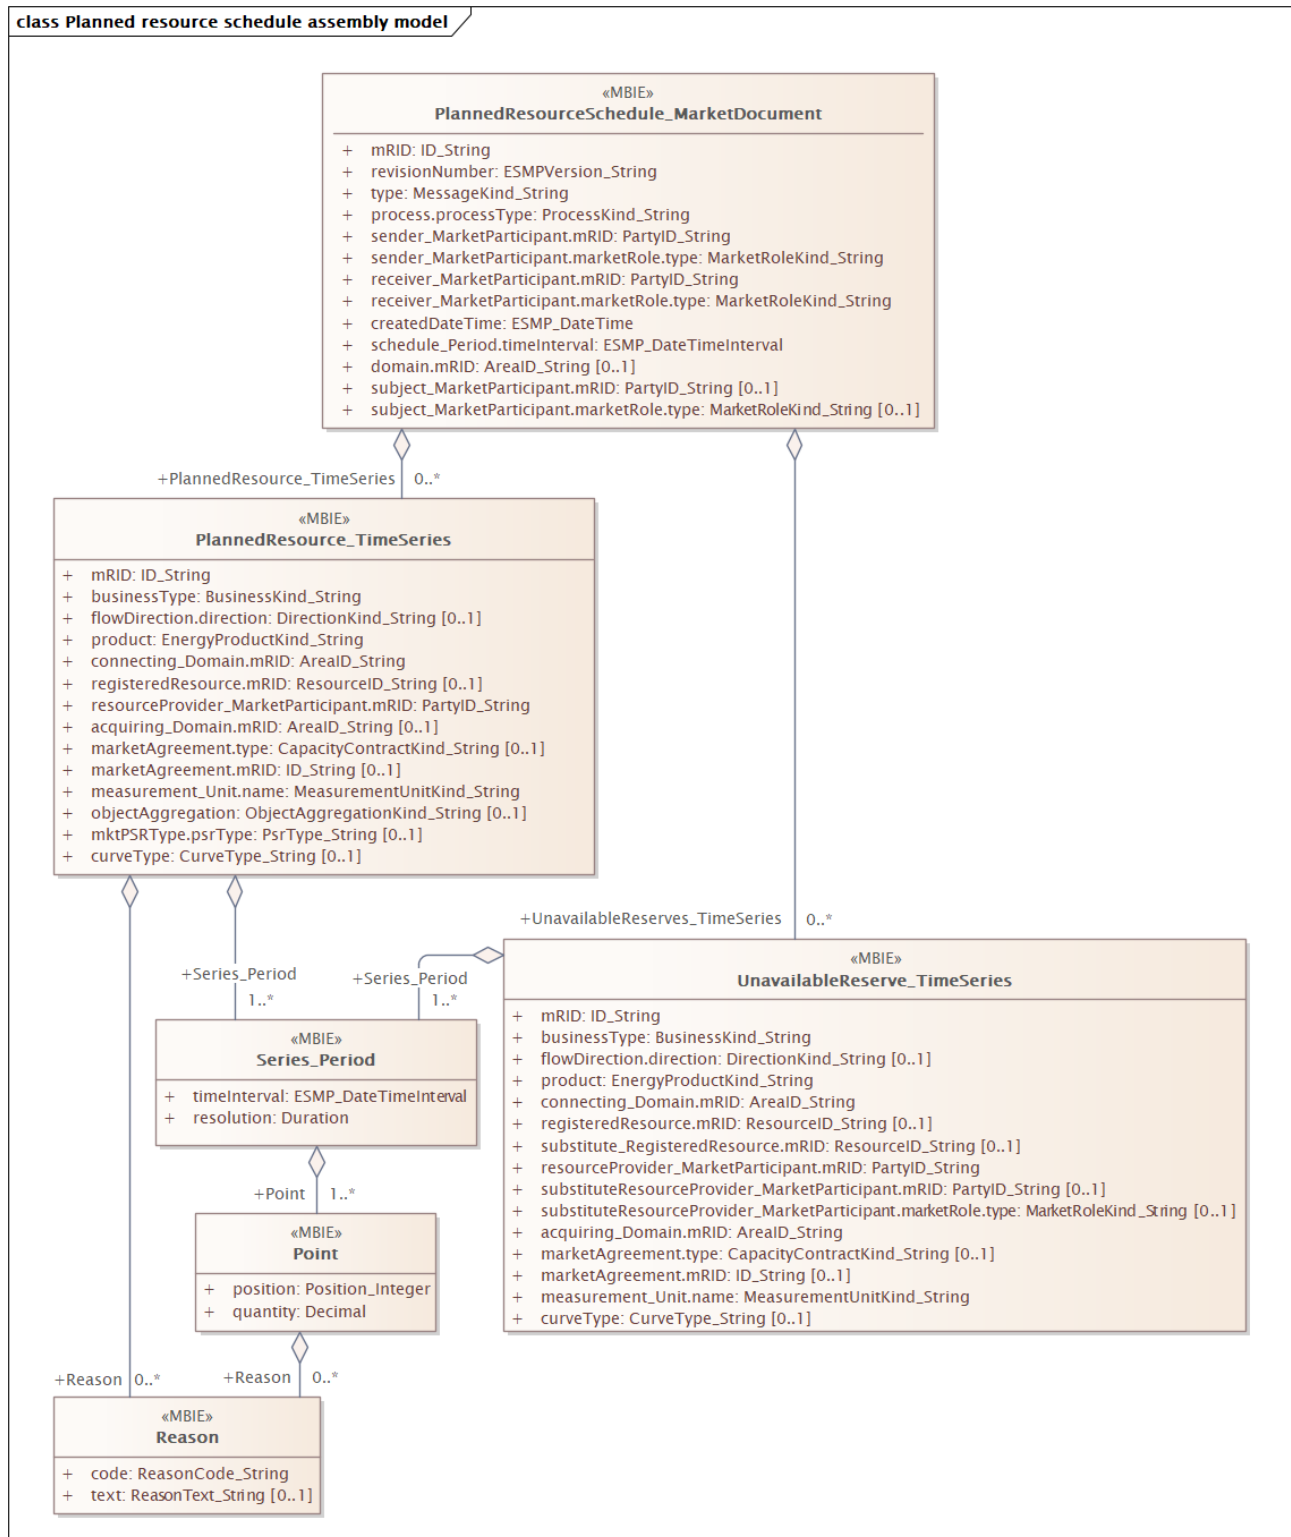 class Planned resource schedule assembly model
«MBIE»
PlannedResourceSchedule_MarketDocument
+ mRID: ID_String
+ revisionNumber: ESMPVersion_String
+ type: MessageKind_String
+ process.processType: ProcessKind_String
+ sender_MarketParticipant.mRID: PartyID_String
+ sender_MarketParticipant.marketRole.type: MarketRoleKind_String
+ receiver_MarketParticipant.mRID: PartyID_String
+ receiver_MarketParticipant.marketRole.type: MarketRoleKind_String
+ createdDateTime: ESMP_DateTime
+ schedule_Period.timeInterval: ESMP_DateTimeInterval
+ domain.mRID: AreaID_String [0..1]
+ subject_MarketParticipant.mRID: PartyID_String [0..1]
+ subject_MarketParticipant.marketRole.type: MarketRoleKind_String [0..1]
+PlannedResource_TimeSeries 0..*
«MBIE»
PlannedResource_TimeSeries
+ mRID: ID_String
+ businessType: BusinessKind_String
+ flowDirection.direction: DirectionKind_String [0..1]
+ product: EnergyProductKind_String
+ connecting_Domain.mRID: AreaID_String
+ registeredResource.mRID: ResourceID_String [0..1]
+ resourceProvider_MarketParticipant.mRID: PartyID_String
+ acquiring_Domain.mRID: AreaID_String [0..1]
+ marketAgreement.type: CapacityContractKind_String [0..1]
+ marketAgreement.mRID: ID_String [0..1]
+ measurement_Unit.name: MeasurementUnitKind_String
+ objectAggregation: ObjectAggregationKind_String [0..1]
+ mktPSRType.psrType: PsrType_String [0..1]
+ curveType: CurveType_String [0..1]
+UnavailableReserves_TimeSeries 0..*
«MBIE»
UnavailableReserve_TimeSeries
+ mRID: ID_String
+ businessType: BusinessKind_String
+ flowDirection.direction: DirectionKind_String [0..1]
+ product: EnergyProductKind_String
+ connecting_Domain.mRID: AreaID_String
+ registeredResource.mRID: ResourceID_String [0..1]
+ substitute_RegisteredResource.mRID: ResourceID_String [0..1]
+ resourceProvider_MarketParticipant.mRID: PartyID_String
+ substituteResourceProvider_MarketParticipant.mRID: PartyID_String [0..1]
+ substituteResourceProvider_MarketParticipant.marketRole.type: MarketRoleKind_String [0..1]
+ acquiring_Domain.mRID: AreaID_String
+ marketAgreement.type: CapacityContractKind_String [0..1]
+ marketAgreement.mRID: ID_String [0..1]
+ measurement_Unit.name: MeasurementUnitKind_String
+ curveType: CurveType_String [0..1]
+Series_Period
1..*
+Series_Period
1..*
«MBIE»
Series_Period
+ timeInterval: ESMP_DateTimeInterval
+ resolution: Duration
+Point 1..*
«MBIE»
Point
+ position: Position_Integer
+ quantity: Decimal
+Reason 0..*
+Reason 0..*
«MBIE»
Reason
+ code: ReasonCode_String
+ text: ReasonText_String [0..1]